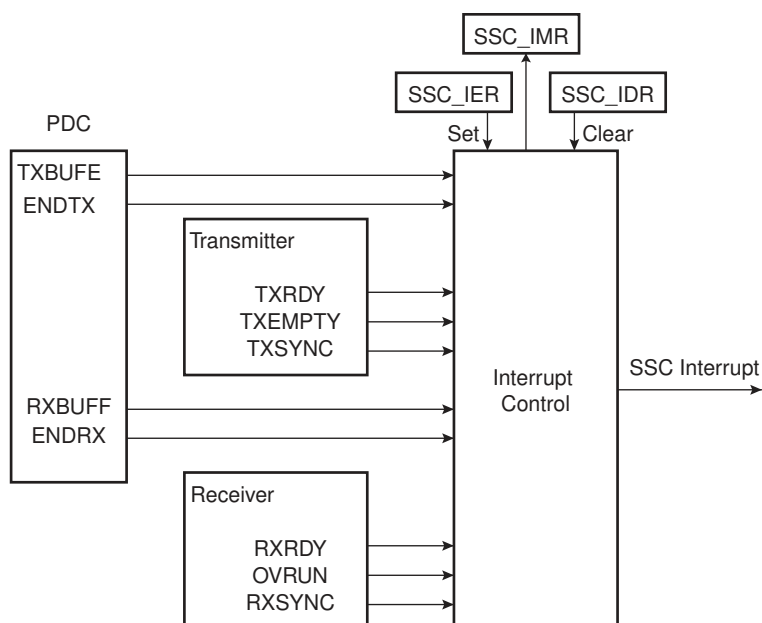 SSC_IMR
SSC_IER
SSC_IDR
PDC
Set
Clear
TXBUFE
ENDTX
Transmitter
TXRDY
TXEMPTY
TXSYNC
Interrupt
Control
SSC Interrupt
RXBUFF
ENDRX
Receiver
RXRDY
OVRUN
RXSYNC